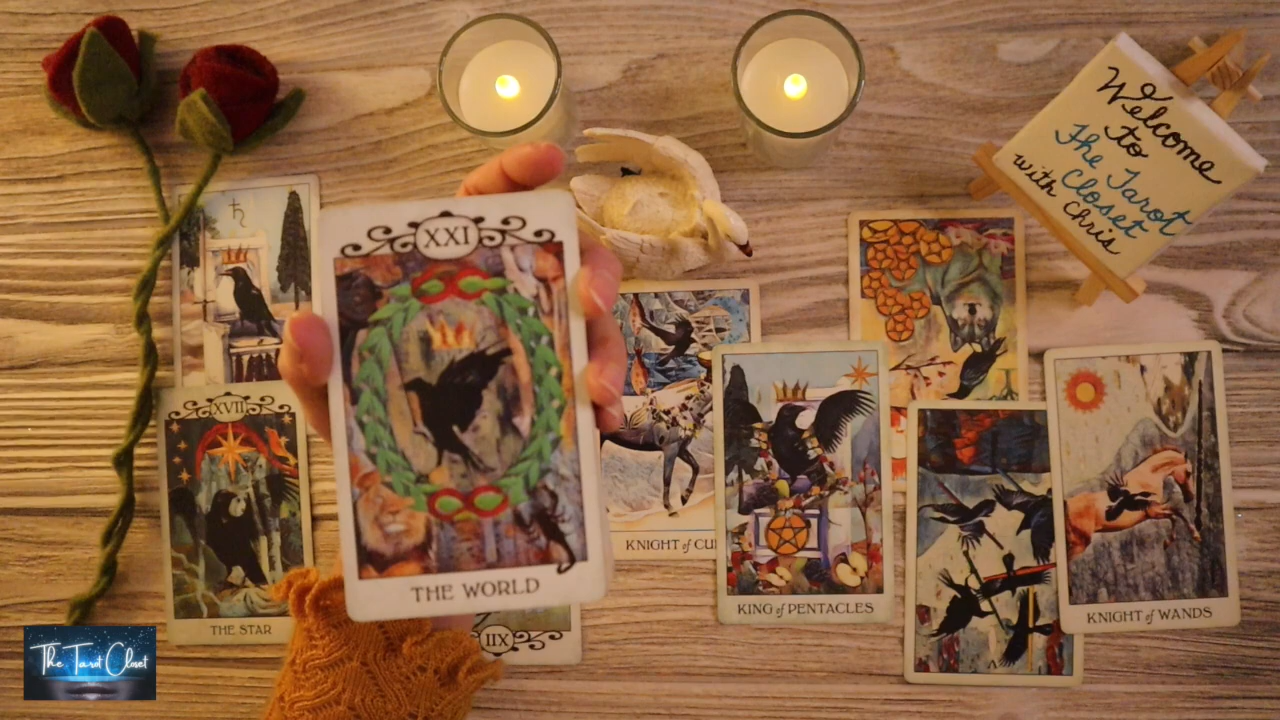 Welcome
to
The Tarot
Closet
with Chris
XXI
THE WORLD
XVII
THE STAR
KNIGHT of CU
KING of PENTACLES
KNIGHT of WANDS
XII
V
The Tarot Closet